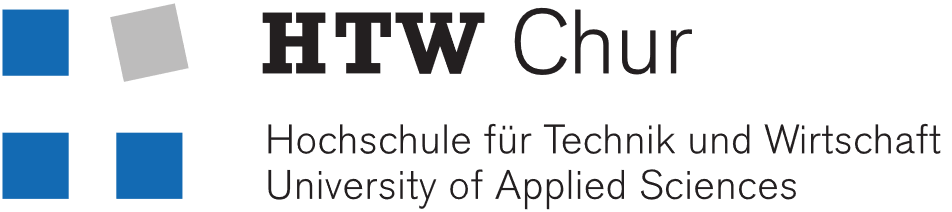 HTW Chur
Hochschule für Technik und Wirtschaft
University of Applied Sciences